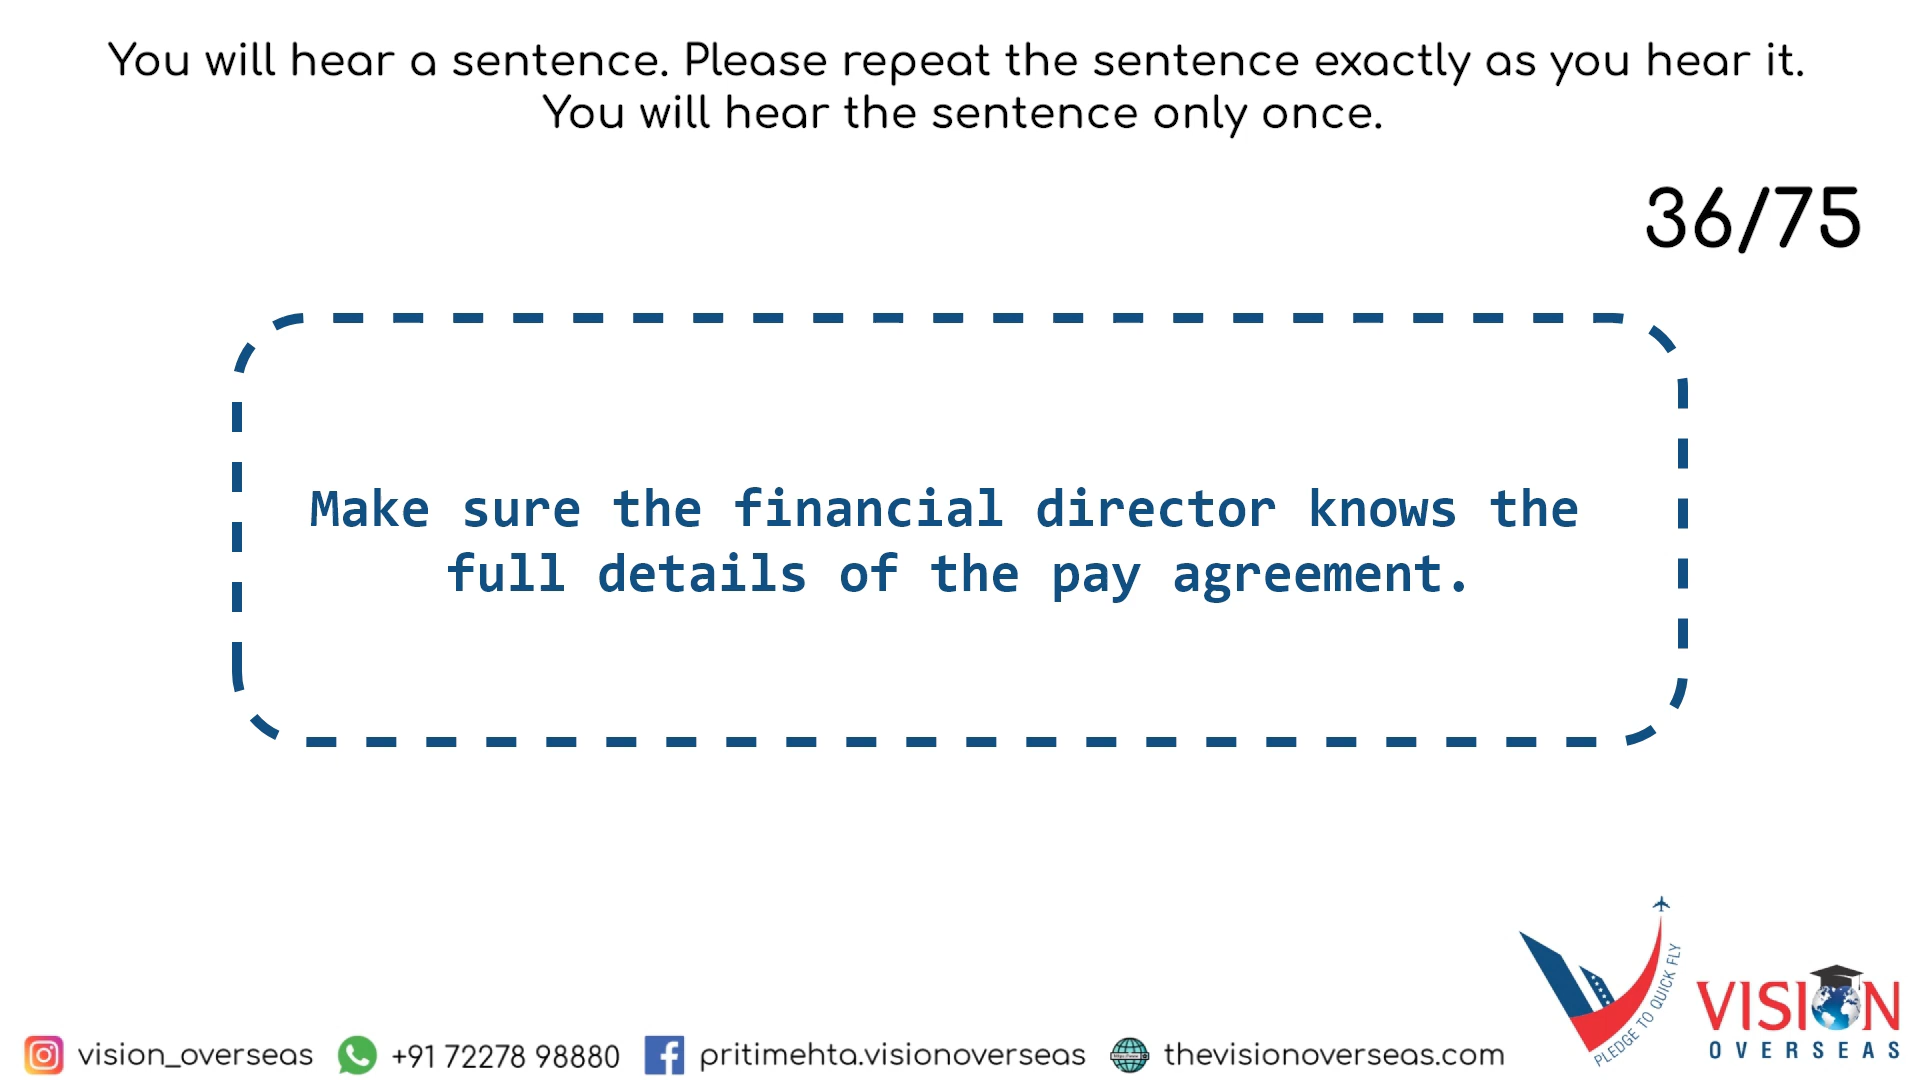 You will hear a sentence. Please repeat the sentence exactly as you hear it.
You will hear the sentence only once.
36/75
Make sure the financial director knows the
full details of the pay agreement.
PLEDGE TO QUICK FLY
VISION
OVERSEAS
vision_overseas
+91 72278 98880
pritimehta.visionoverseas
thevisionoverseas.com